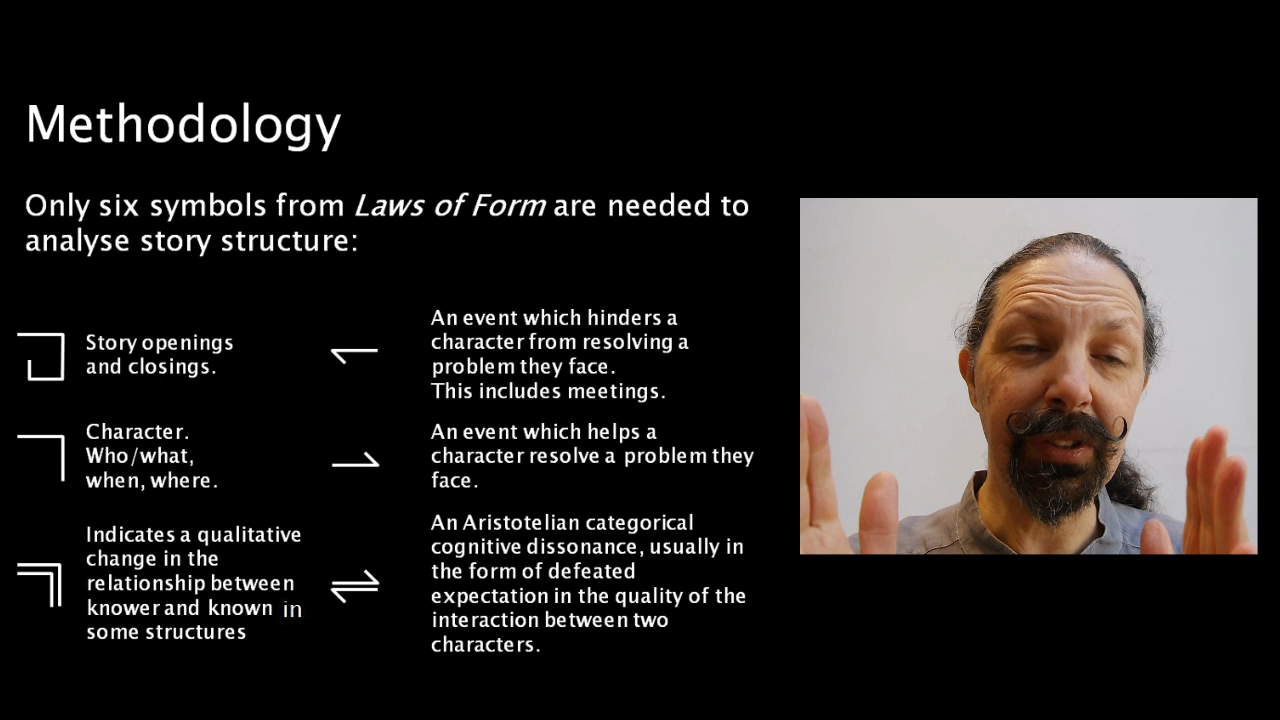 Methodology
Only six symbols from Laws of Form are needed to
analyse story structure:
Story openings
and closings.
An event which hinders a
character from resolving a
problem they face.
This includes meetings.
Character.
Who/what,
when, where.
An event which helps a
character resolve a problem they
face.
Indicates a qualitative
change in the
relationship between
knower and known in
some structures
An Aristotelian categorical
cognitive dissonance, usually in
the form of defeated
expectation in the quality of the
interaction between two
characters.